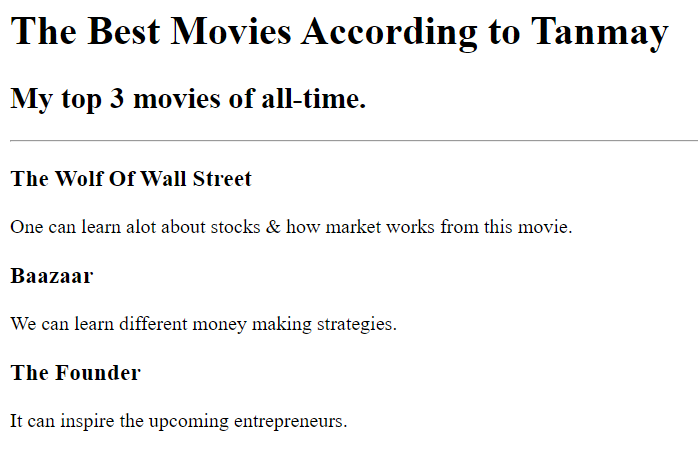 The Best Movies According to Tanmay
My top 3 movies of all-time.
The Wolf Of Wall Street
One can learn alot about stocks & how market works from this movie.
Baazaar
We can learn different money making strategies.
The Founder
It can inspire the upcoming entrepreneurs.